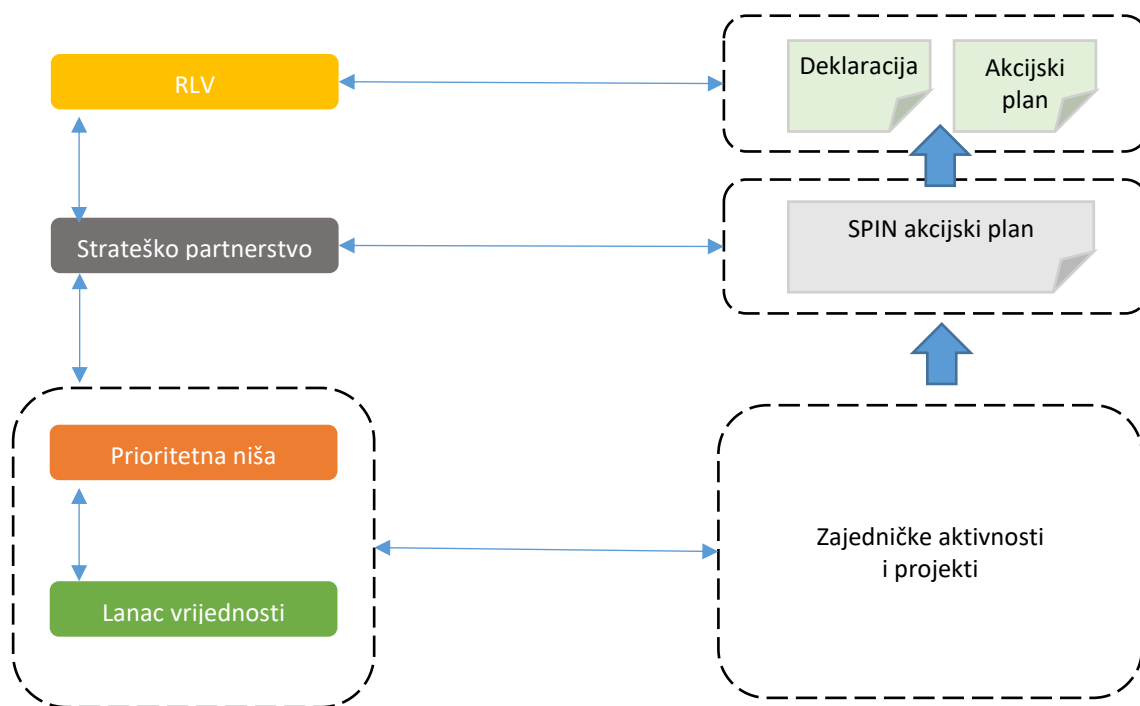 RLV
Deklaracija
Akcijski
plan
Strateško partnerstvo
SPIN akcijski plan
Prioritetna niša
Lanac vrijednosti
Zajedničke aktivnosti
i projekti